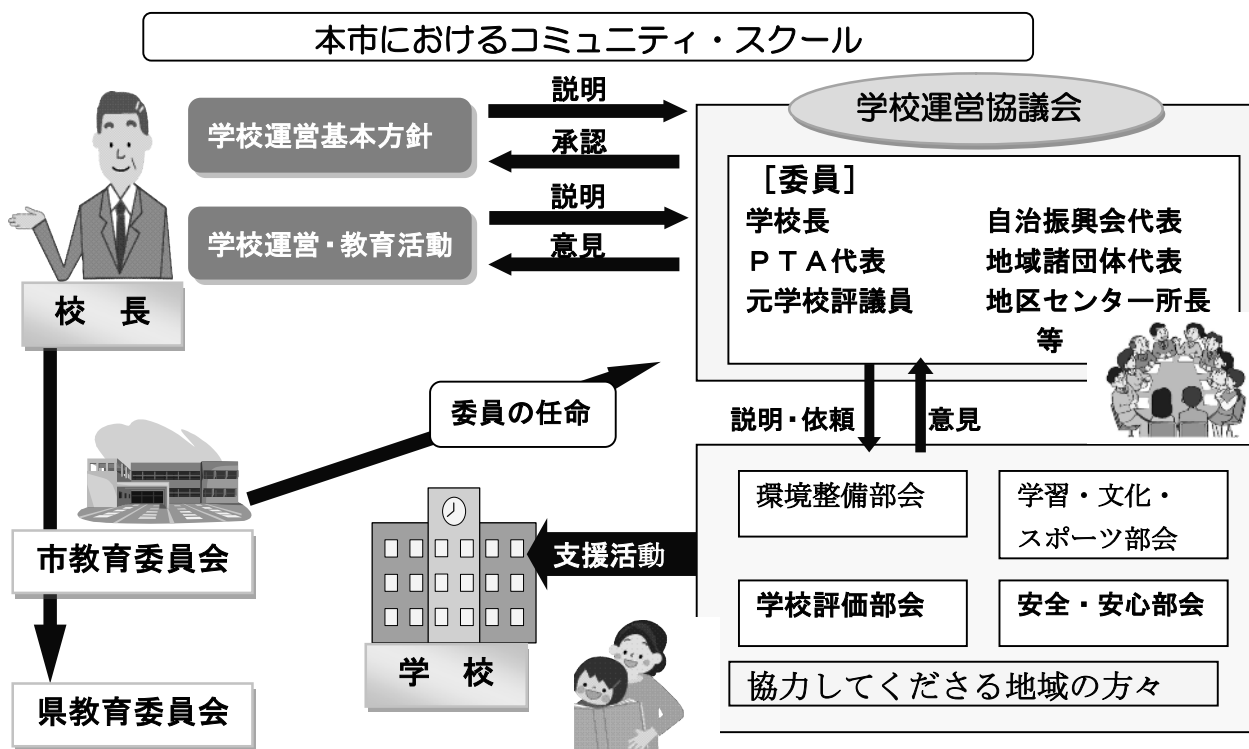 本市におけるコミュニティ・スクール
学校運営基本方針
説明
承認
学校運営・教育活動
説明
意見
校　長
学校運営協議会
［委員］
学校長
自治振興会代表
ＰＴＡ代表
地域諸団体代表
元学校評議員
地区センター所長
等
委員の任命
説明・依頼
意見
市教育委員会
県教育委員会
学　校
支援活動
環境整備部会
学習・文化・
スポーツ部会
学校評価部会
安全・安心部会
協力してくださる地域の方々